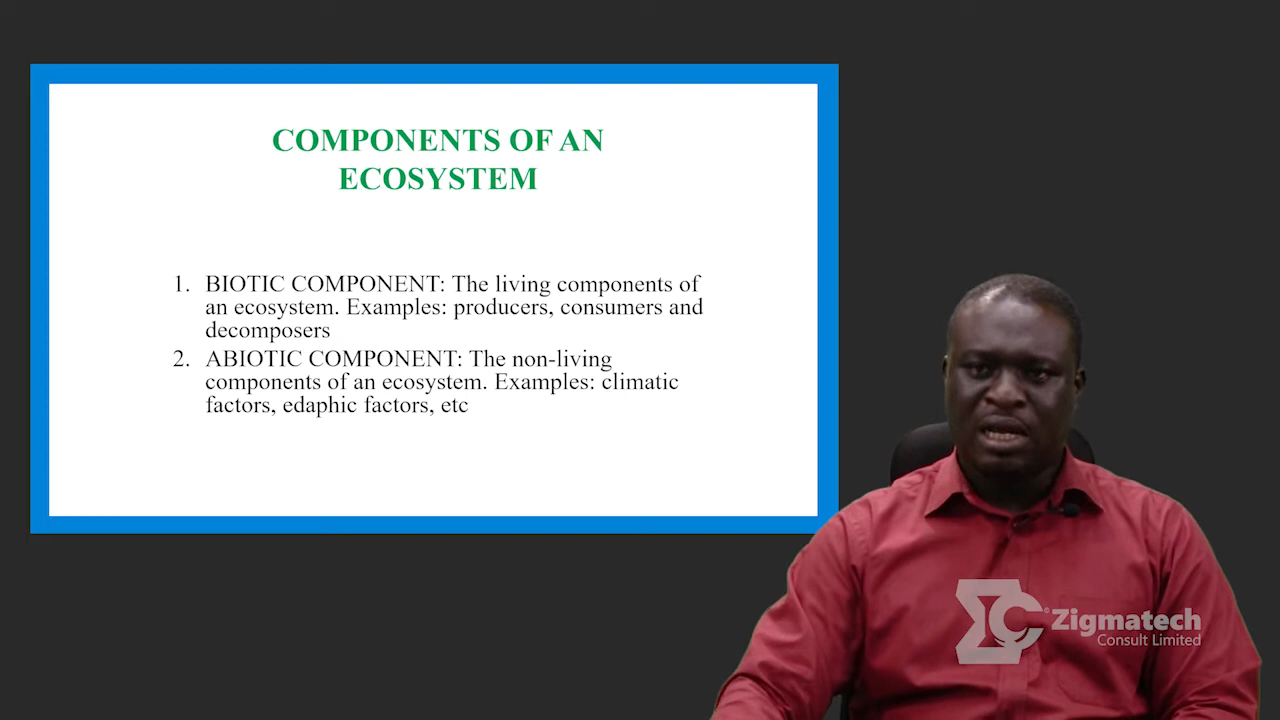 COMPONENTS OF AN
ECOSYSTEM
1. BIOTIC COMPONENT: The living components of
an ecosystem. Examples: producers, consumers and
decomposers
2. ABIOTIC COMPONENT: The non-living
components of an ecosystem. Examples: climatic
factors, edaphic factors, etc
© Zigmatech
Consult Limited